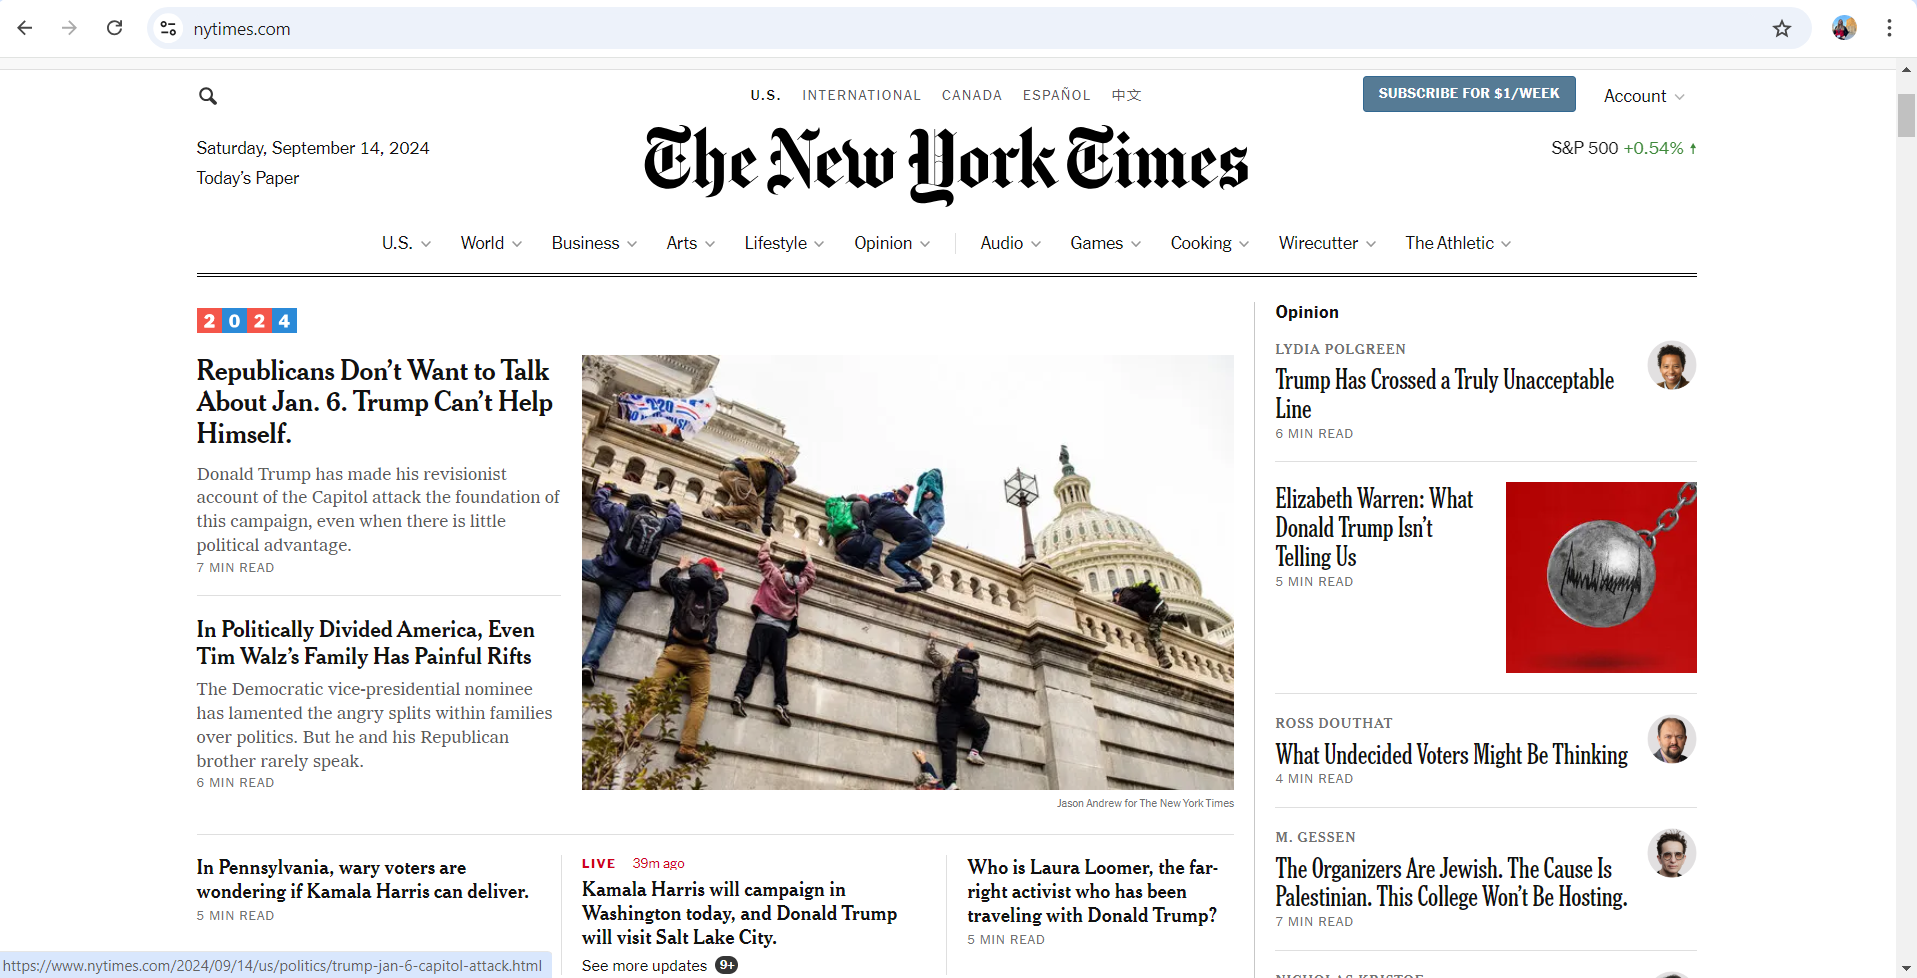 nytimes.com
U.S. INTERNATIONAL CANADA ESPAÑOL 中文
SUBSCRIBE FOR $1/WEEK
Account
Saturday, September 14, 2024
Today's Paper
The New York Times
S&P 500 +0.54%
U.S. World Business Arts Lifestyle Opinion Audio Games Cooking Wirecutter The Athletic
2024
Republicans Don't Want to Talk
About Jan. 6. Trump Can't Help
Himself.
Donald Trump has made his revisionist
account of the Capitol attack the foundation of
this campaign, even when there is little
political advantage.
7 MIN READ
In Politically Divided America, Even
Tim Walz's Family Has Painful Rifts
The Democratic vice-presidential nominee
has lamented the angry splits within families
over politics. But he and his Republican
brother rarely speak.
6 MIN READ
Jason Andrew for The New York Times
In Pennsylvania, wary voters are
wondering if Kamala Harris can deliver.
5 MIN READ
LIVE 39m ago
Kamala Harris will campaign in
Washington today, and Donald Trump
will visit Salt Lake City.
See more updates 9+
Who is Laura Loomer, the far-
right activist who has been
traveling with Donald Trump?
5 MIN READ
Opinion
LYDIA POLGREEN
Trump Has Crossed a Truly Unacceptable
Line
6 MIN READ
Elizabeth Warren: What
Donald Trump Isn't
Telling Us
5 MIN READ
ROSS DOUTHAT
What Undecided Voters Might Be Thinking
4 MIN READ
M. GESSEN
The Organizers Are Jewish. The Cause Is
Palestinian. This College Won't Be Hosting.
7 MIN READ
https://www.nytimes.com/2024/09/14/us/politics/trump-jan-6-capitol-attack.html